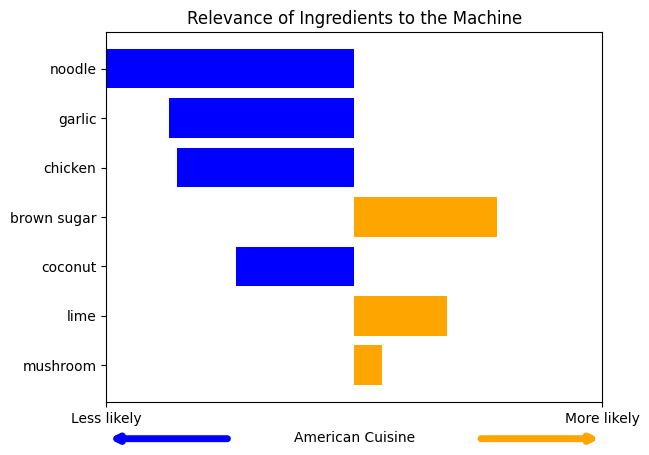 Relevance of Ingredients to the Machine
noodle
garlic
chicken
brown sugar
coconut
lime
mushroom
Less likely
More likely
American Cuisine